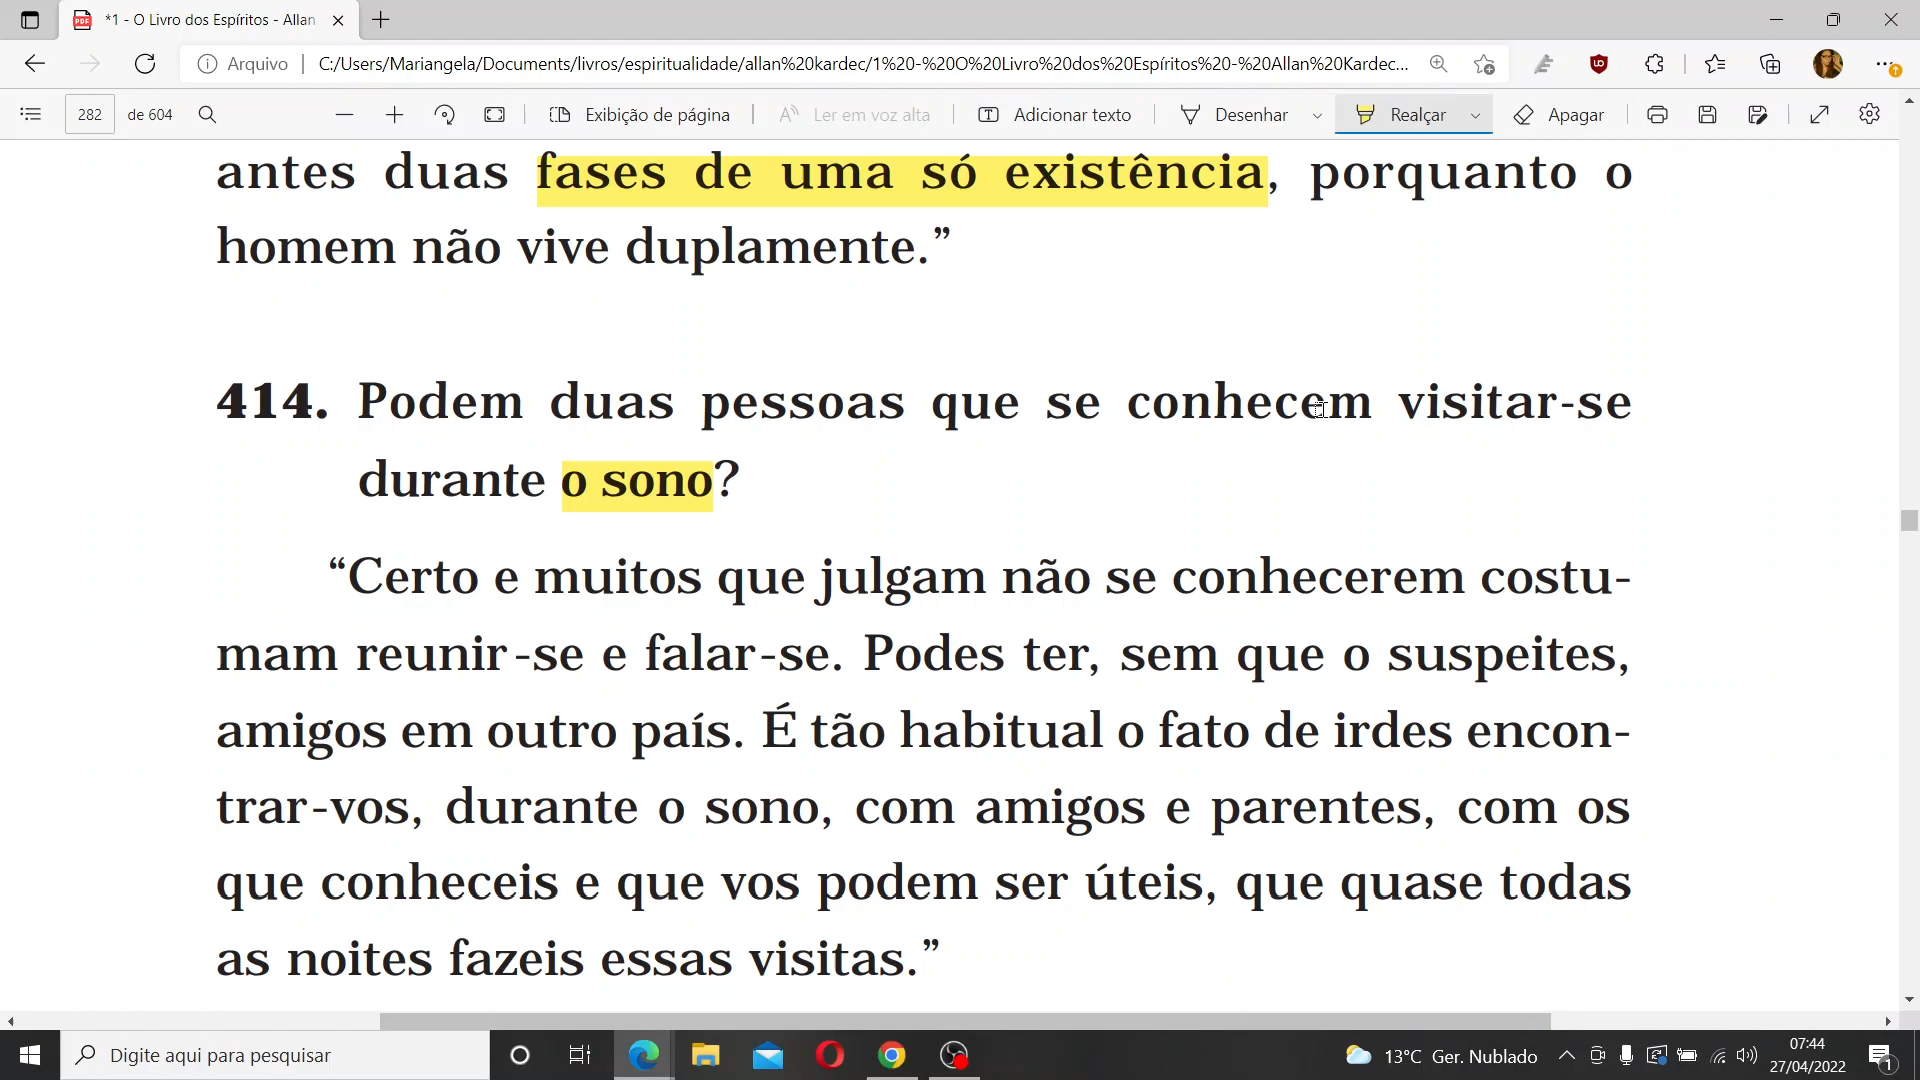 *1 - O Livro dos Espíritos - Allan
Arquivo
C:/Users/Mariangela/Documents/livros/espiritualidade/allan%20kardec/1%20-%20O%20Livro%20dos%20Espíritos%20-%20Allan%20Kardec...
282 de 604
Exibição de página
Ler em voz alta
Adicionar texto
Desenhar
Realçar
Apagar
antes duas fases de uma só existência, porquanto o
homem não vive duplamente.”
414. Podem duas pessoas que se conhecem visitar-se
durante o sono?
“Certo e muitos que julgam não se conhecerem costu-
mam reunir-se e falar-se. Podes ter, sem que o suspeites,
amigos em outro país. É tão habitual o fato de irdes encon-
trar-vos, durante o sono, com amigos e parentes, com os
que conheceis e que vos podem ser úteis, que quase todas
as noites fazeis essas visitas.”
Digite aqui para pesquisar
13°C Ger. Nublado
07:44
27/04/2022
1